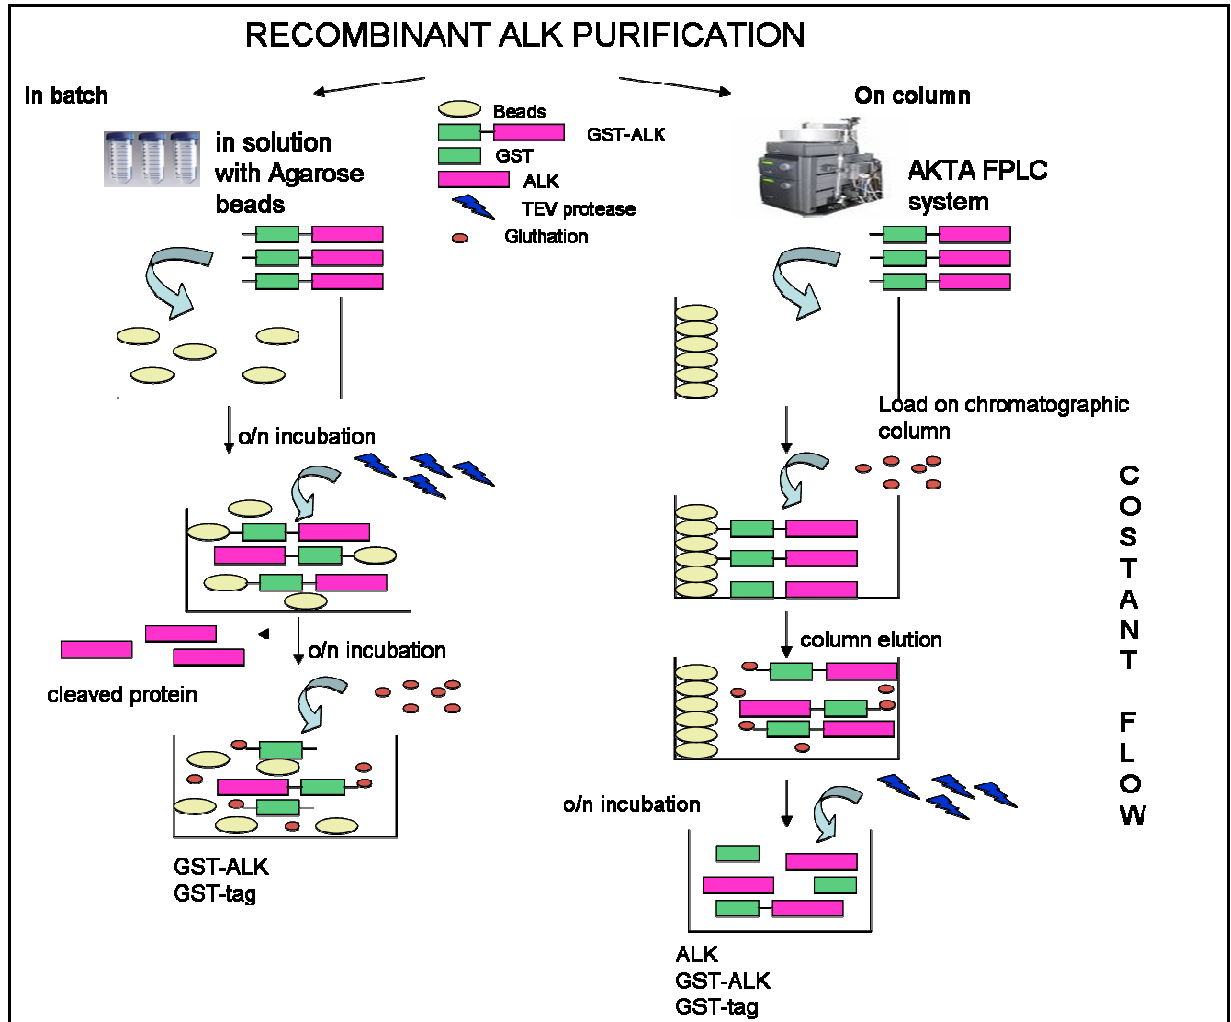 RECOMBINANT ALK PURIFICATION
In batch
in solution
with Agarose
beads
Beads
GST-ALK
GST
ALK
TEV protease
Gluthation
On column
AKTA FPLC
system
o/n incubation
cleaved protein
o/n incubation
GST-ALK
GST-tag
Load on chromatographic
column
column elution
o/n incubation
ALK
GST-ALK
GST-tag
COSTANT FLOW